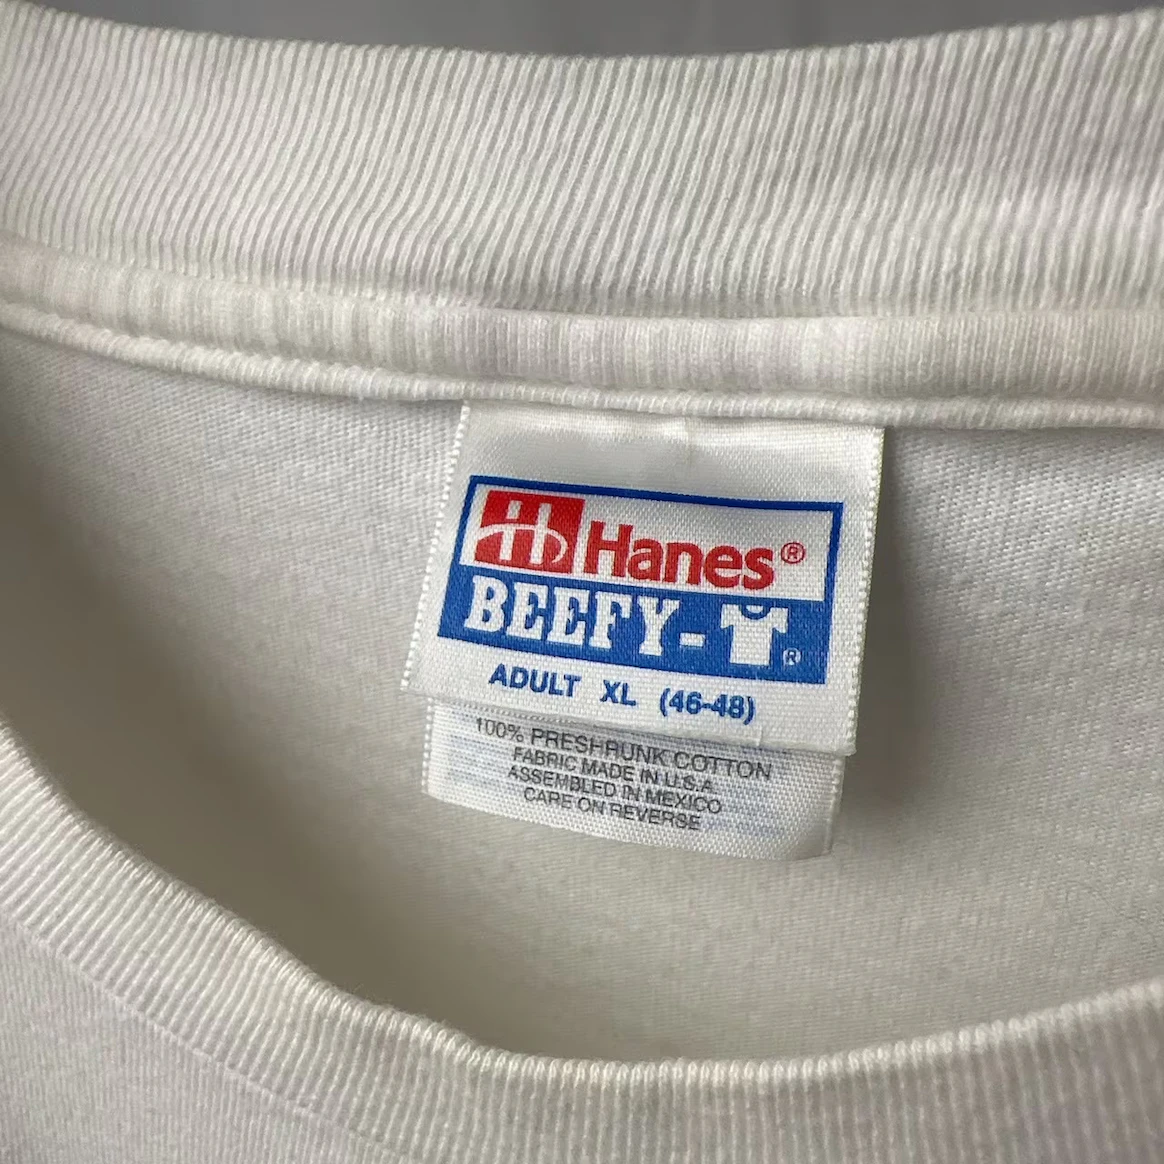 Hanes®
BEEFY-T®
ADULT XL (46-48)
100% PRESHRUNK COTTON
FABRIC MADE IN U.S.A.
ASSEMBLED IN MEXICO
CARE ON REVERSE